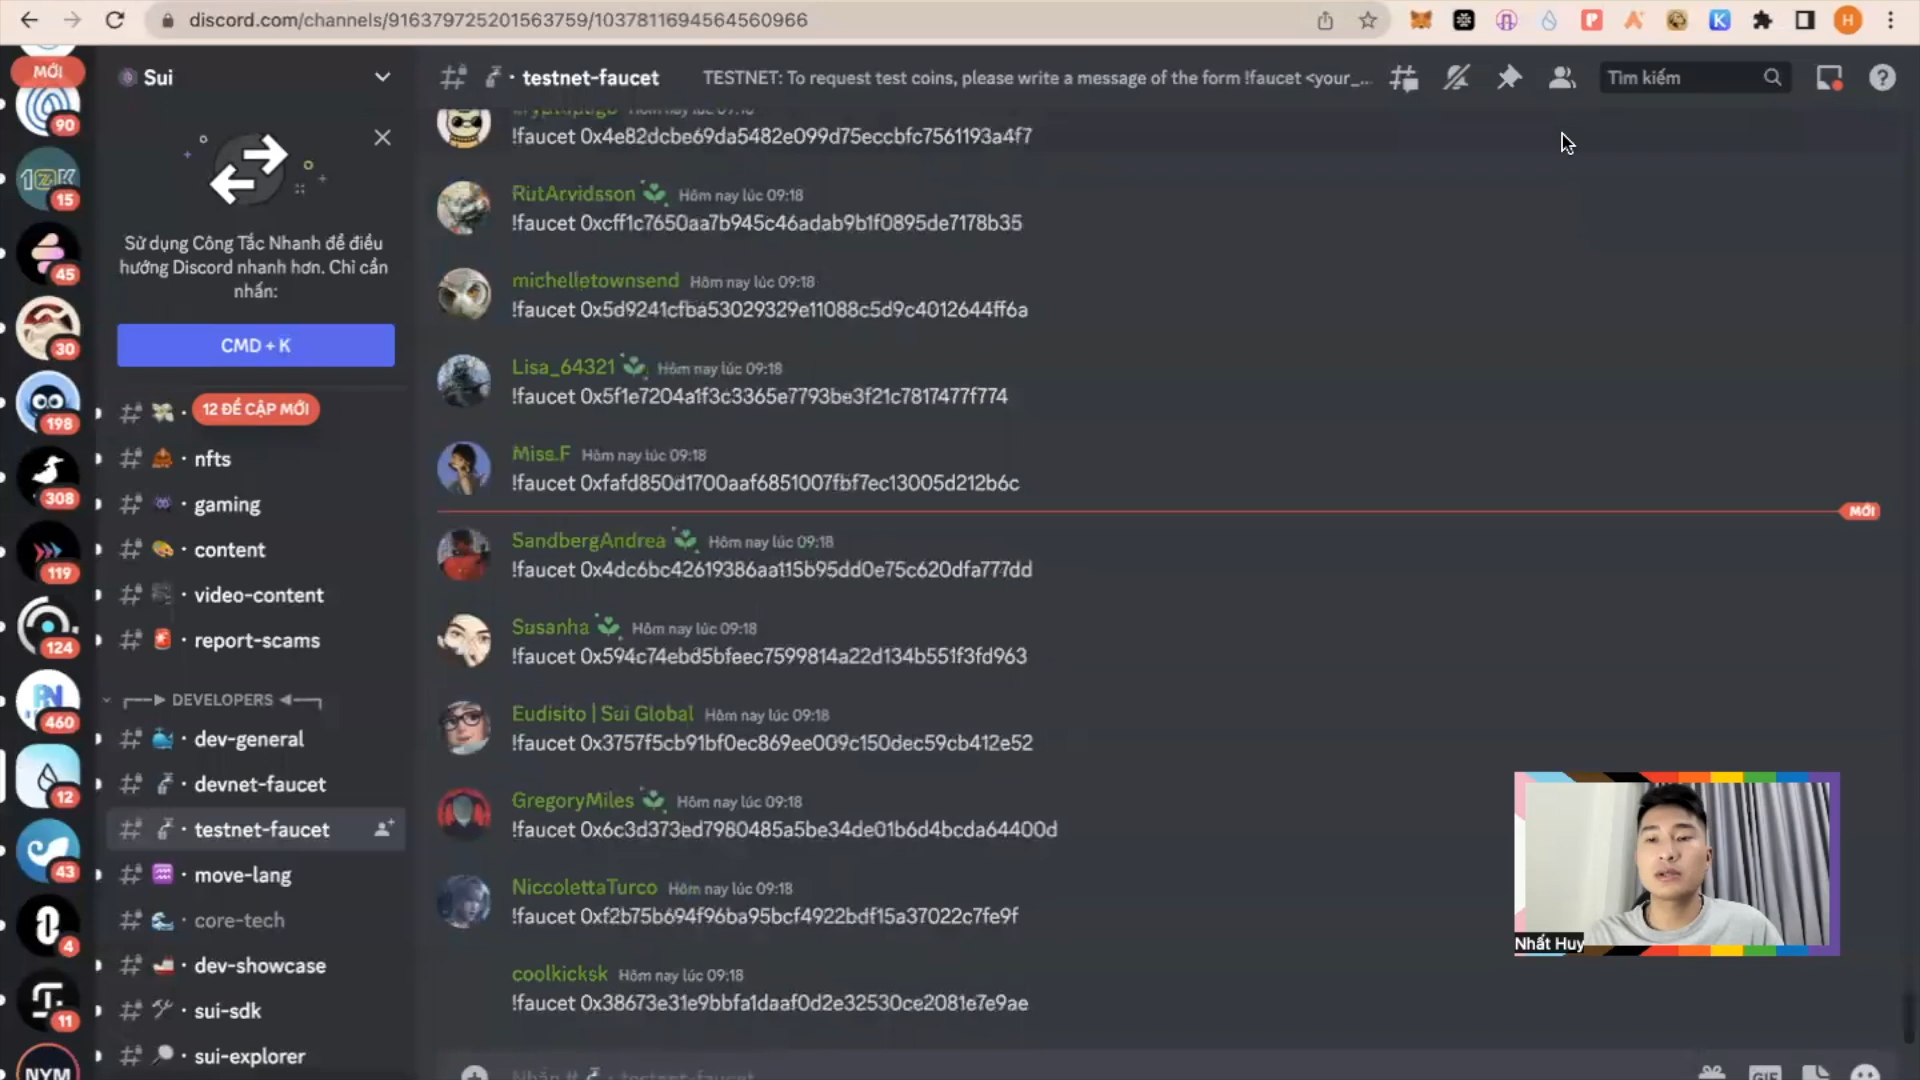 discord.com/channels/916379725201563759/1037811694564560966
MỚI
90
15
45
30
198
308
119
124
460
12
43
4
11
NYM
Sui
Sử dụng Công Tắc Nhanh để điều
hướng Discord nhanh hơn. Chỉ cần
nhấn:
CMD + K
12 ĐỀ CẬP MỚI
nfts
gaming
content
video-content
report-scams
DEVELOPERS
dev-general
devnet-faucet
testnet-faucet
move-lang
core-tech
dev-showcase
sui-sdk
sui-explorer
testnet-faucet
TESTNET: To request test coins, please write a message of the form !faucet <your_...
Tìm kiếm
!faucet 0x4e82dcbe69da5482e099d75eccbfc7561193a4f7
RutArvidsson Hôm nay lúc 09:18
!faucet 0xcff1c7650aa7b945c46adab9b1f0895de7178b35
michelletownsend Hôm nay lúc 09:18
!faucet 0x5d9241cfba53029329e11088c5d9c4012644ff6a
Lisa_64321 Hôm nay lúc 09:18
!faucet 0x5f1e7204a1f3c3365e7793be3f21c7817477f774
Miss.F Hôm nay lúc 09:18
!faucet 0xfafd850d1700aaf6851007fbf7ec13005d212b6c
MỚI
SandbergAndrea Hôm nay lúc 09:18
!faucet 0x4dc6bc42619386aa115b95dd0e75c620dfa777dd
Susanha Hôm nay lúc 09:18
!faucet 0x594c74ebd5bfeec7599814a22d134b551f3fd963
Eudisito | Sui Global Hôm nay lúc 09:18
!faucet 0x3757f5cb91bf0ec869ee009c150dec59cb412e52
GregoryMiles Hôm nay lúc 09:18
!faucet 0x6c3d373ed7980485a5be34de01b6d4bcda64400d
NiccolettaTurco Hôm nay lúc 09:18
!faucet 0xf2b75b694f96ba95bcf4922bdf15a37022c7fe9f
coolkicksk Hôm nay lúc 09:18
!faucet 0x38673e31e9bbfa1daaf0d2e32530ce2081e7e9ae
Nhất Huy
GIF